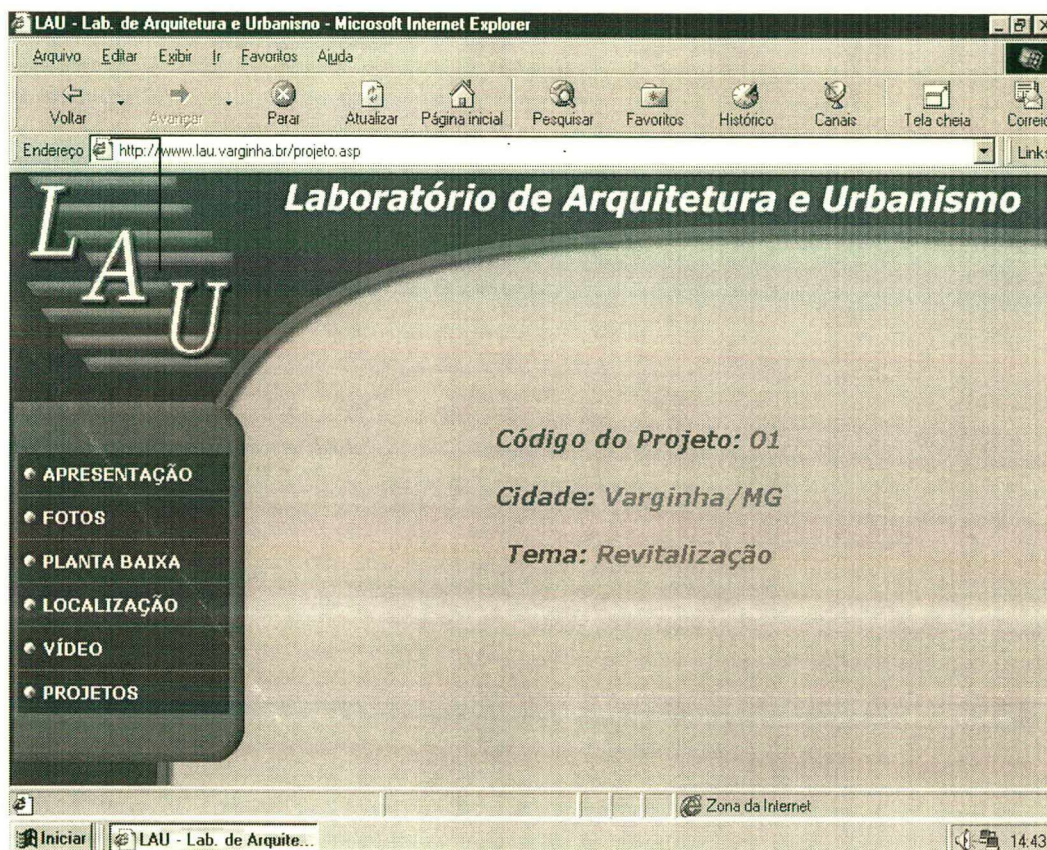 LAU - Lab. de Arquitetura e Urbanisno - Microsoft Internet Explorer
Arquivo Editar Exibir Ir Favoritos Ajuda
Voltar Avançar Parar Atualizar Página inicial Pesquisar Favoritos Histórico Canais Tela cheia Correio
Endereço http://www.lau.varginha.br/projeto.asp Links
LAU
Laboratório de Arquitetura e Urbanismo
Código do Projeto: 01
Cidade: Varginha/MG
Tema: Revitalização
APRESENTAÇÃO
FOTOS
PLANTA BAIXA
LOCALIZAÇÃO
VÍDEO
PROJETOS
Zona da Internet
Iniciar LAU - Lab. de Arquite... 14:43